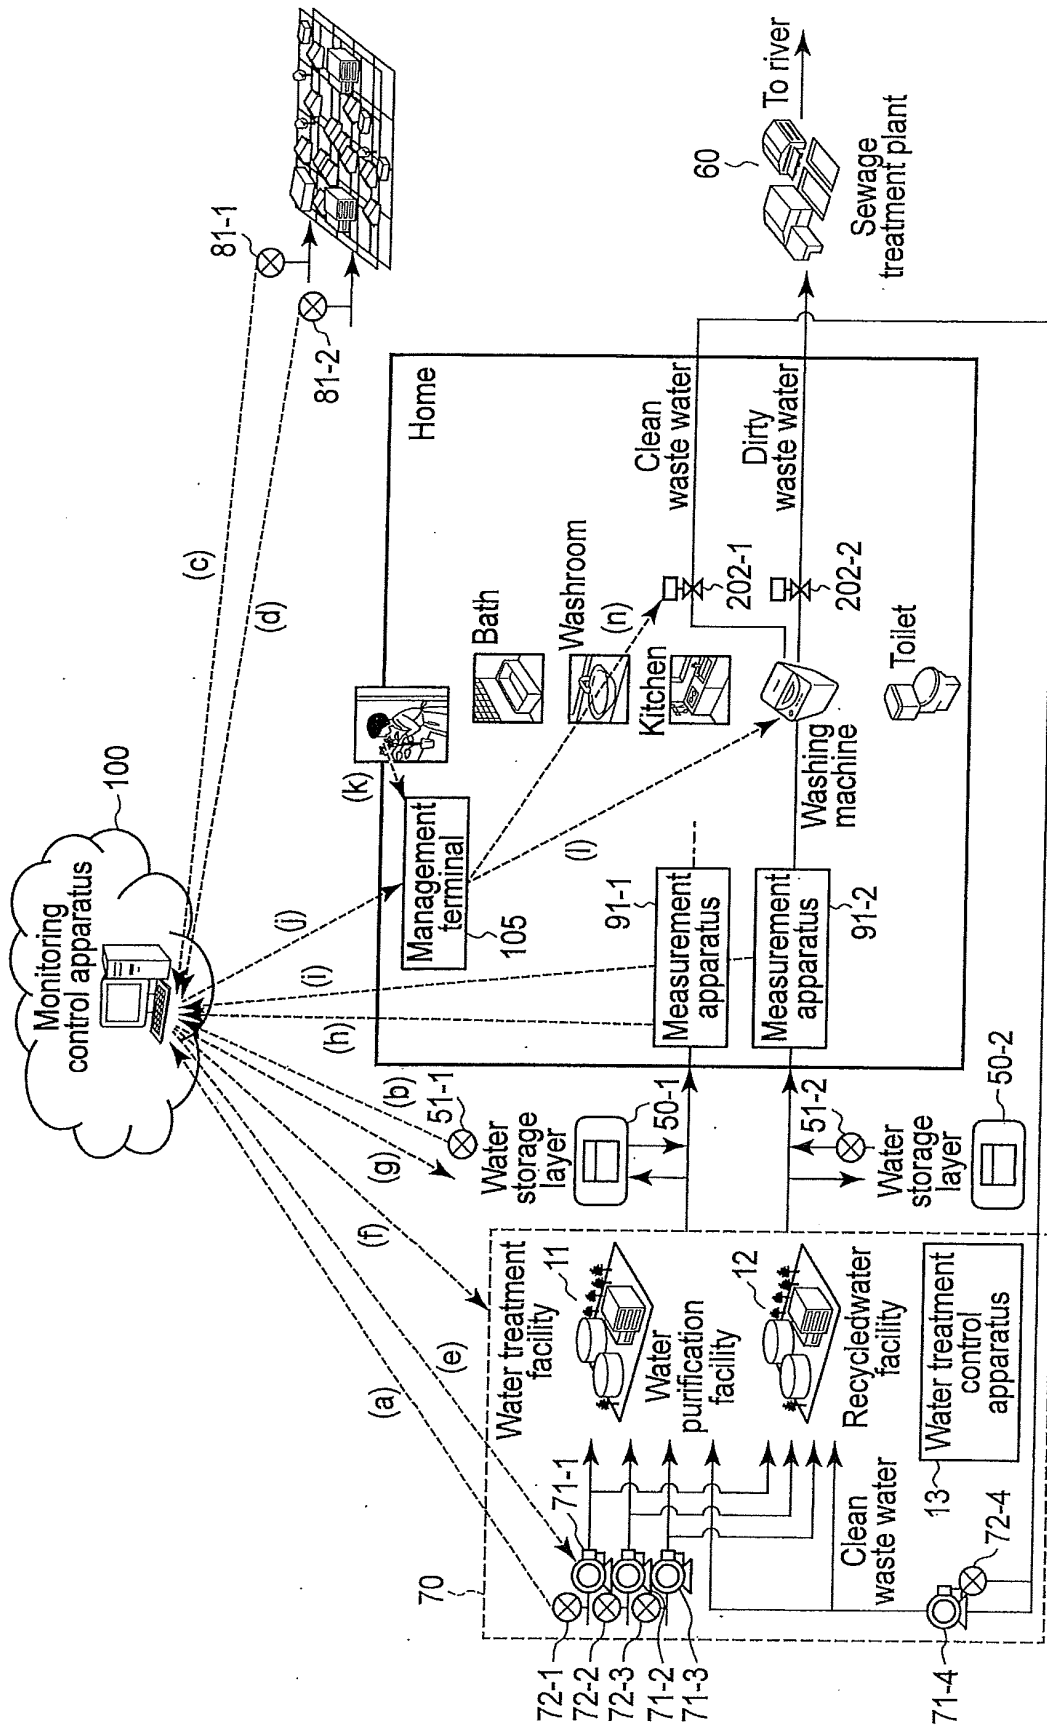 Monitoring
control apparatus
100
(a)
(e)
(f)
(g)
(b)
51-1
(h)
(i)
(j)
(k)
(c)
(d)
81-1
81-2
Home
Management
terminal
105
Bath
Washroom
(n)
(l)
Kitchen
Washing
machine
Toilet
202-1
202-2
Clean
waste water
Dirty
waste water
60
To river
Sewage
treatment plant
Measurement
apparatus
91-1
Measurement
apparatus
91-2
Water
storage
layer
50-1
51-2
Water
storage
layer
50-2
70
Water treatment
facility
11
Water
purification
facility
12
Recycledwater
facility
13
Water treatment
control
apparatus
Clean
waste water
71-1
72-1
72-2
72-3
71-2
71-3
71-4
72-4